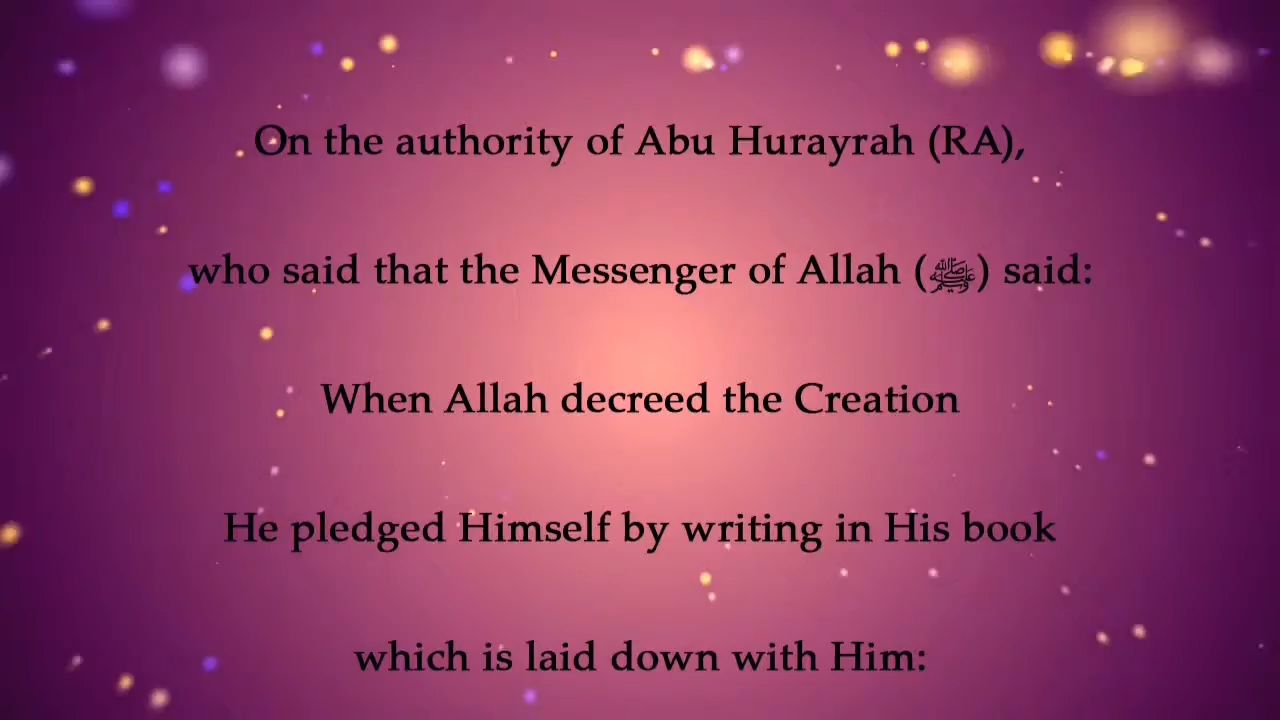 On the authority of Abu Hurayrah (RA),
who said that the Messenger of Allah (ﷺ) said:
When Allah decreed the Creation
He pledged Himself by writing in His book
which is laid down with Him: